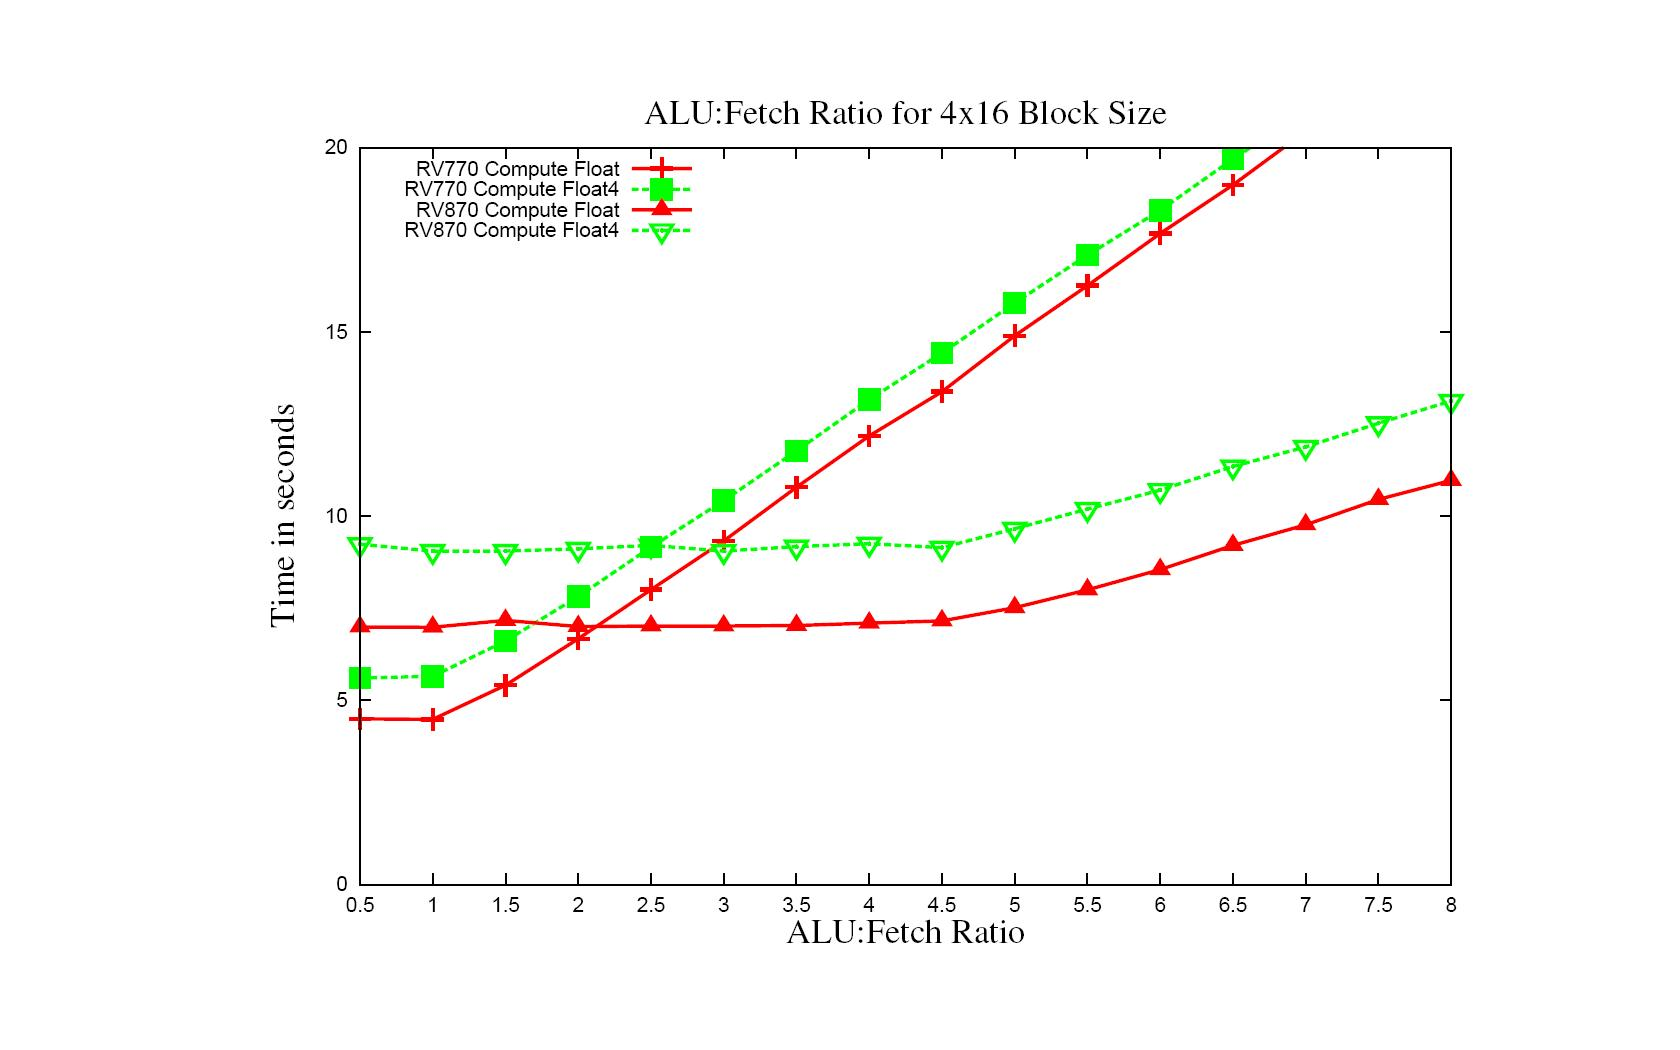 ALU:Fetch Ratio for 4x16 Block Size
RV770 Compute Float
RV770 Compute Float4
RV870 Compute Float
RV870 Compute Float4
20
15
10
5
0
Time in seconds
0.5 1 1.5 2 2.5 3 3.5 4 4.5 5 5.5 6 6.5 7 7.5 8
ALU:Fetch Ratio